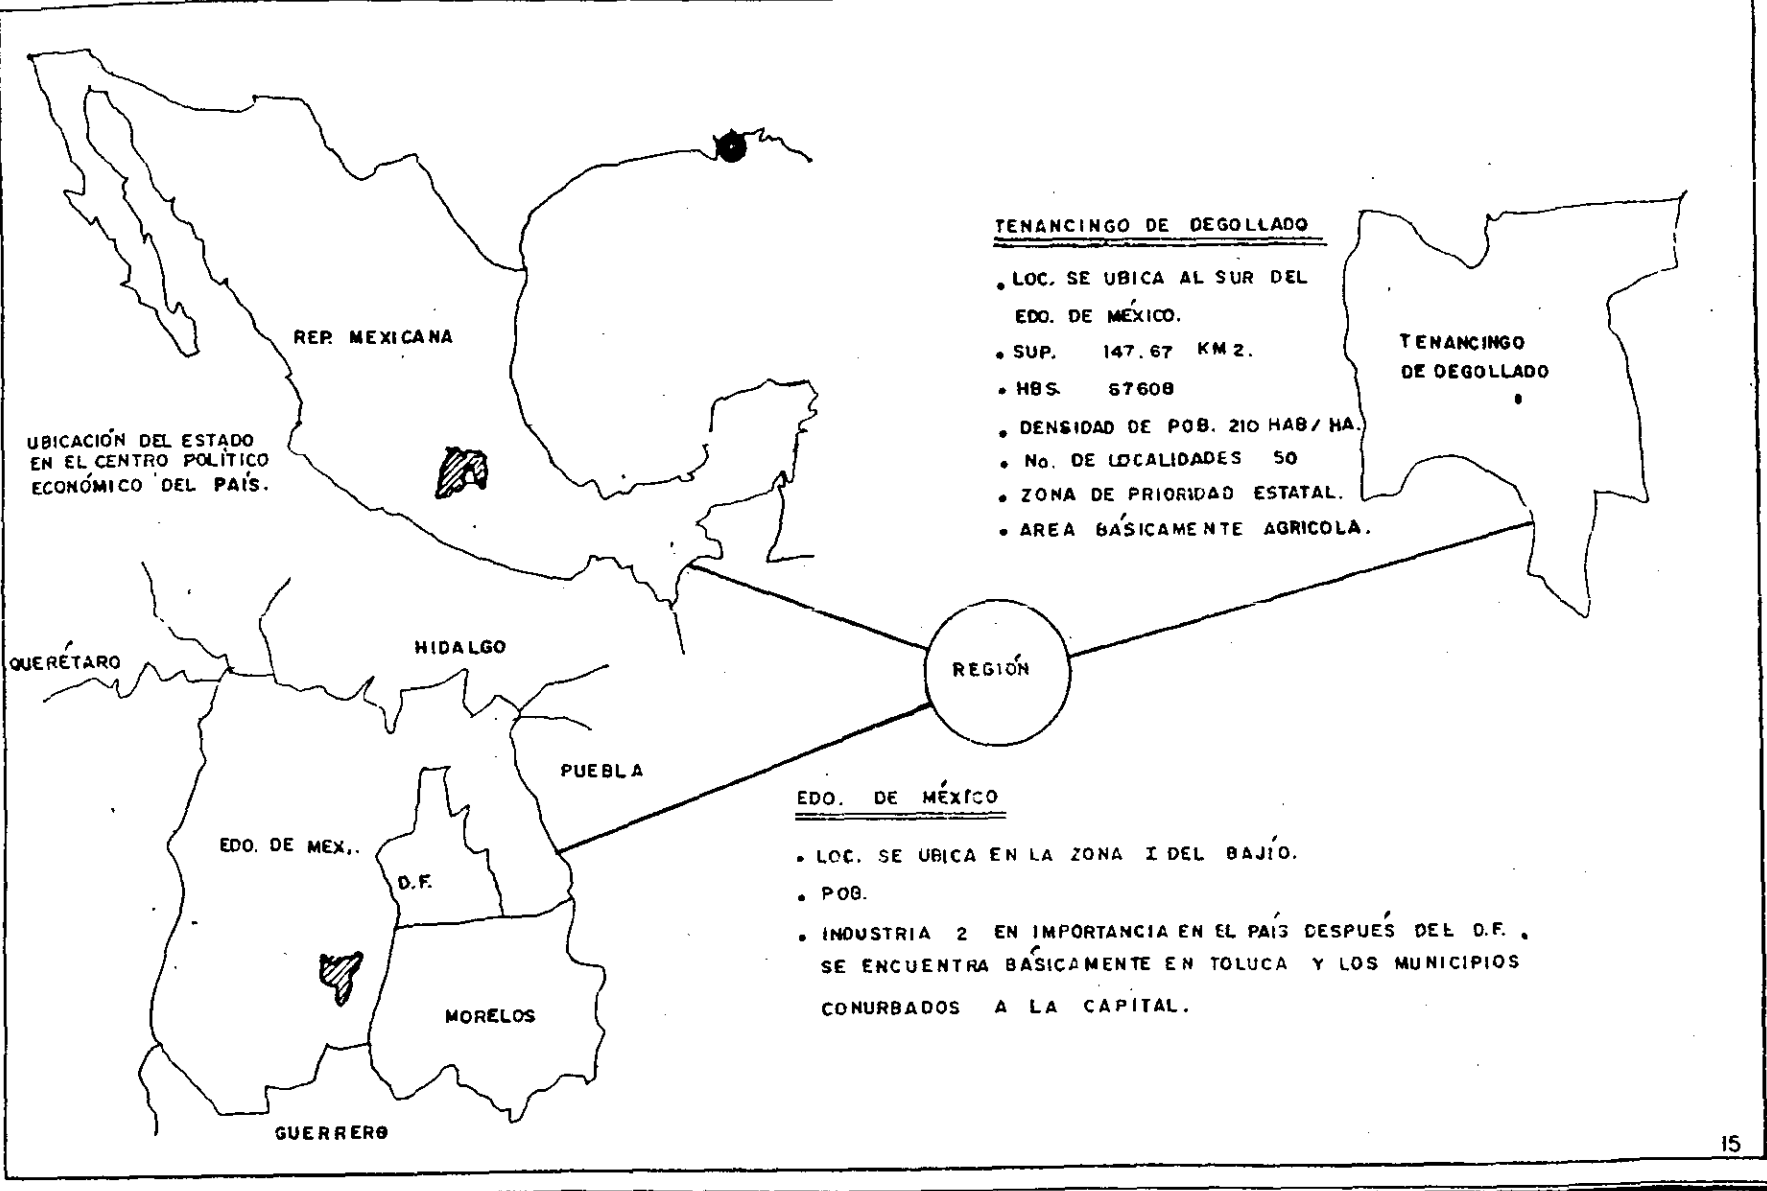 REP. MEXICANA
UBICACIÓN DEL ESTADO
EN EL CENTRO POLÍTICO
ECONÓMICO DEL PAÍS.
TENANCINGO DE DEGOLLADO
• LOC. SE UBICA AL SUR DEL
EDO. DE MÉXICO.
• SUP. 147.67 KM2.
• HBS.
• DENSIDAD DE POB. 210 HAB/HA.
• No. DE LOCALIDADES 50
• ZONA DE PRIORIDAD ESTATAL.
• AREA BÁSICAMENTE AGRICOLA.
TENANCINGO
DE DEGOLLADO
REGIÓN
QUERÉTARO
HIDALGO
PUEBLA
EDO. DE MEX.
D.F.
MORELOS
GUERRERO
EDO. DE MÉXICO
• LOC. SE UBICA EN LA ZONA I DEL BAJÍO.
• POB.
• INDUSTRIA 2 EN IMPORTANCIA EN EL PAÍS DESPUÉS DEL D.F.
SE ENCUENTRA BÁSICAMENTE EN TOLUCA Y LOS MUNICIPIOS
CONURBADOS A LA CAPITAL.
15